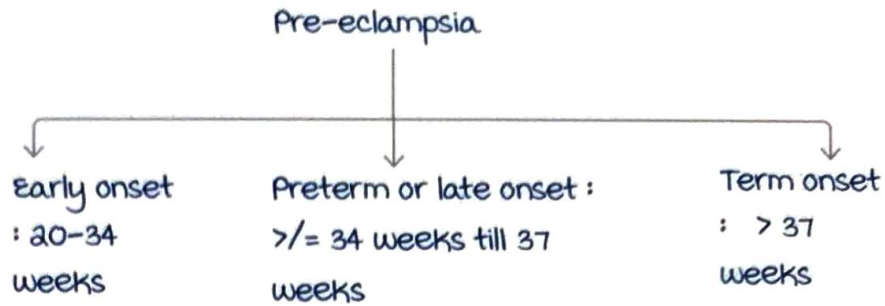 Pre-eclampsia
Early onset
: 20-34
weeks
Preterm or late onset :
>/= 34 weeks till 37
weeks
Term onset
: > 37
weeks